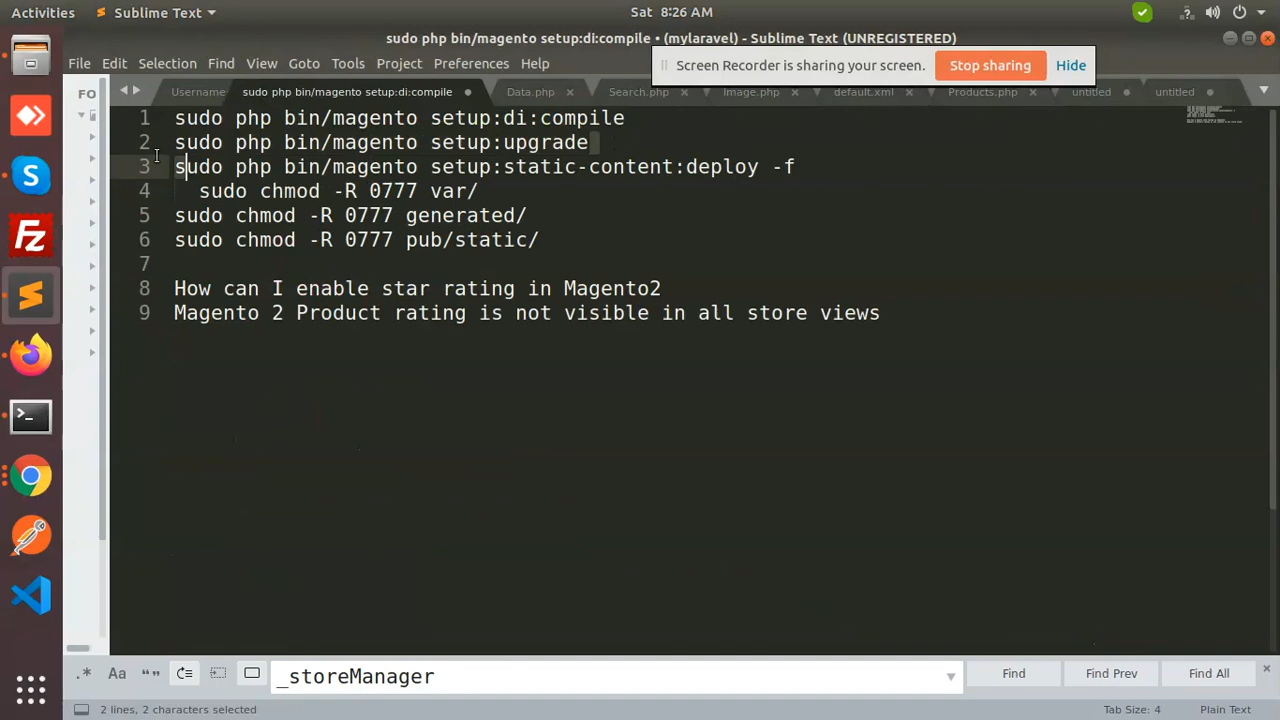 Activities
Sublime Text
Sat 8:26 AM
sudo php bin/magento setup:di:compile • (mylaravel) - Sublime Text (UNREGISTERED)
File Edit Selection Find View Goto Tools Project Preferences Help
Screen Recorder is sharing your screen. Stop sharing Hide
FO
Username
sudo php bin/magento setup:di:compile
Data.php
Search.php
Image.php
default.xml
Products.php
untitled
untitled
1 sudo php bin/magento setup:di:compile
2 sudo php bin/magento setup:upgrade
3 sudo php bin/magento setup:static-content:deploy -f
4 sudo chmod -R 0777 var/
5 sudo chmod -R 0777 generated/
6 sudo chmod -R 0777 pub/static/
7
8 How can I enable star rating in Magento2
9 Magento 2 Product rating is not visible in all store views
.* Aa “” _storeManager Find Find Prev Find All
2 lines, 2 characters selected
Tab Size: 4
Plain Text